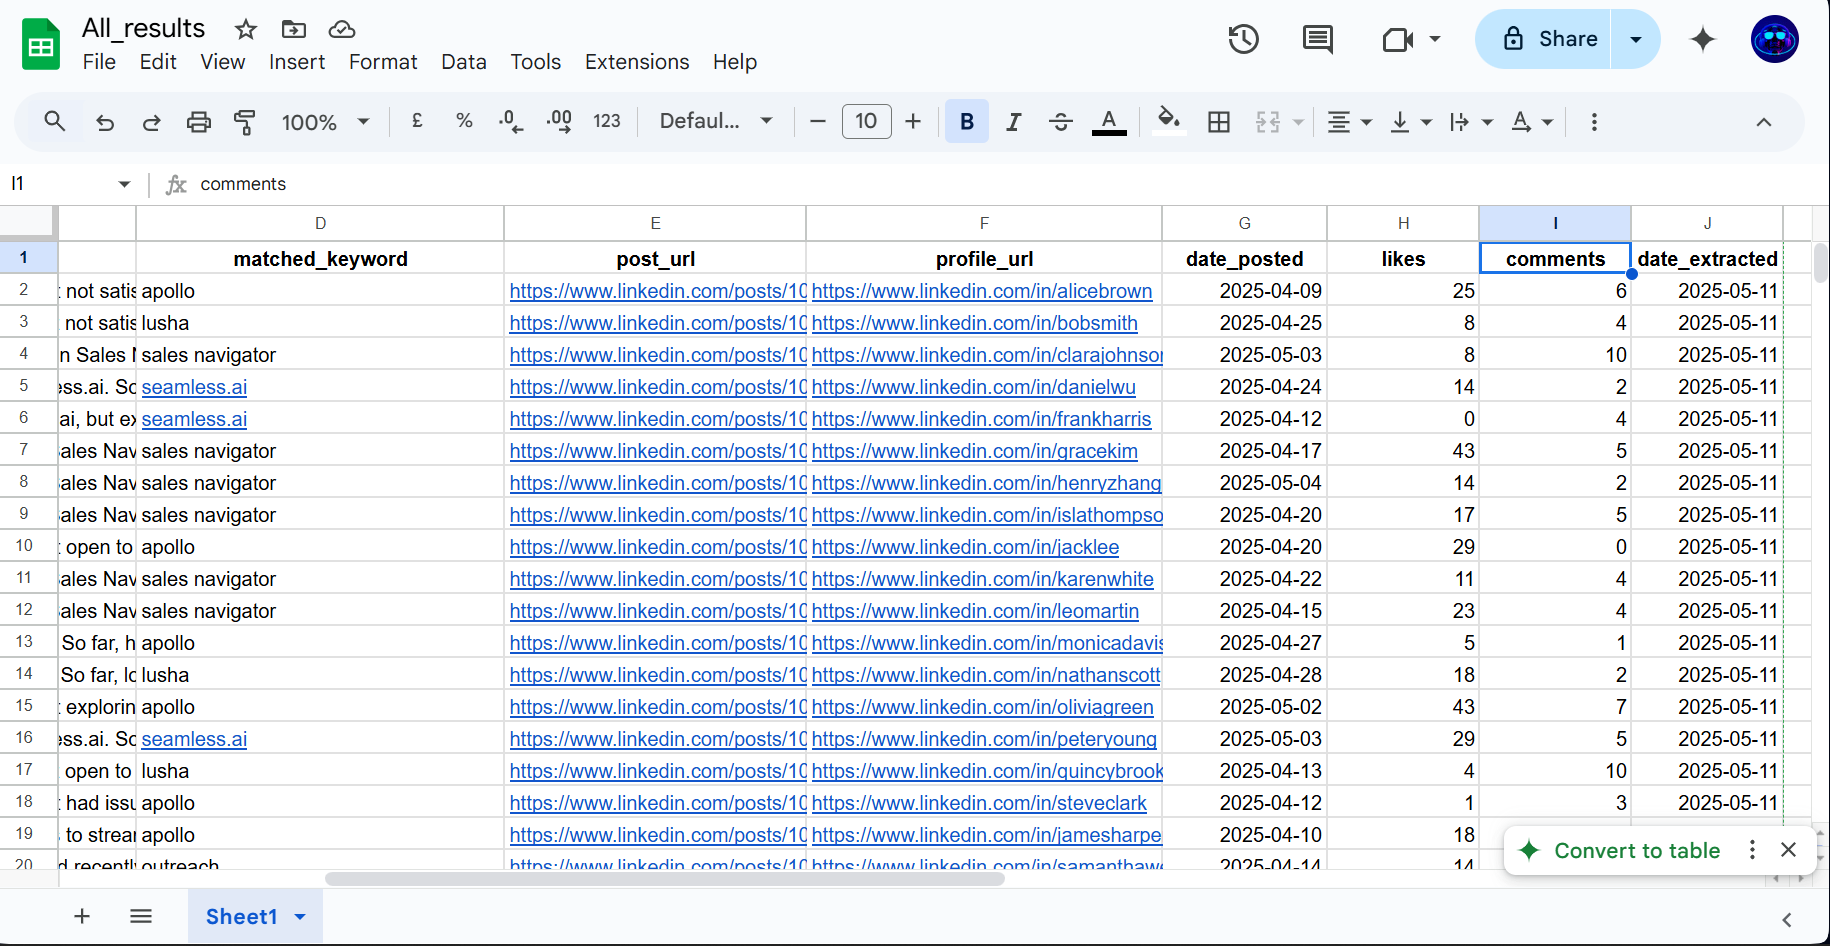 All_results
File Edit View Insert Format Data Tools Extensions Help
Share
100% £ % .0 .00 123 Defaul... 10 B I S A
I1 fx comments
D E F G H I J
1 matched_keyword post_url profile_url date_posted likes comments date_extracted
2 not satis apollo https://www.linkedin.com/posts/10 https://www.linkedin.com/in/alicebrown 2025-04-09 25 6 2025-05-11
3 not satis lusha https://www.linkedin.com/posts/10 https://www.linkedin.com/in/bobsmith 2025-04-25 8 4 2025-05-11
4 n Sales N sales navigator https://www.linkedin.com/posts/10 https://www.linkedin.com/in/clarajohnson 2025-05-03 8 10 2025-05-11
5 ess.ai. So seamless.ai https://www.linkedin.com/posts/10 https://www.linkedin.com/in/danielwu 2025-04-24 14 2 2025-05-11
6 ai, but ex seamless.ai https://www.linkedin.com/posts/10 https://www.linkedin.com/in/frankharris 2025-04-12 0 4 2025-05-11
7 ales Nav sales navigator https://www.linkedin.com/posts/10 https://www.linkedin.com/in/gracekim 2025-04-17 43 5 2025-05-11
8 ales Nav sales navigator https://www.linkedin.com/posts/10 https://www.linkedin.com/in/henryzhang 2025-05-04 14 2 2025-05-11
9 ales Nav sales navigator https://www.linkedin.com/posts/10 https://www.linkedin.com/in/islathompso 2025-04-20 17 5 2025-05-11
10 open to apollo https://www.linkedin.com/posts/10 https://www.linkedin.com/in/jacklee 2025-04-20 29 0 2025-05-11
11 ales Nav sales navigator https://www.linkedin.com/posts/10 https://www.linkedin.com/in/karenwhite 2025-04-22 11 4 2025-05-11
12 ales Nav sales navigator https://www.linkedin.com/posts/10 https://www.linkedin.com/in/leomartin 2025-04-15 23 4 2025-05-11
13 So far, h apollo https://www.linkedin.com/posts/10 https://www.linkedin.com/in/monicadavis 2025-04-27 5 1 2025-05-11
14 So far, lo lusha https://www.linkedin.com/posts/10 https://www.linkedin.com/in/nathanscott 2025-04-28 18 2 2025-05-11
15 explorin apollo https://www.linkedin.com/posts/10 https://www.linkedin.com/in/oliviagreen 2025-05-02 43 7 2025-05-11
16 ess.ai. So seamless.ai https://www.linkedin.com/posts/10 https://www.linkedin.com/in/peteryoung 2025-05-03 29 5 2025-05-11
17 open to lusha https://www.linkedin.com/posts/10 https://www.linkedin.com/in/quincybrook 2025-04-13 4 10 2025-05-11
18 had issu apollo https://www.linkedin.com/posts/10 https://www.linkedin.com/in/steveclark 2025-04-12 1 3 2025-05-11
19 to strear apollo https://www.linkedin.com/posts/10 https://www.linkedin.com/in/jamesharpe 2025-04-10 18
20 d recently outreach https://www.linkedin.com/posts/10 https://www.linkedin.com/in/samanthawe 2025-04-14 14
Convert to table
Sheet1